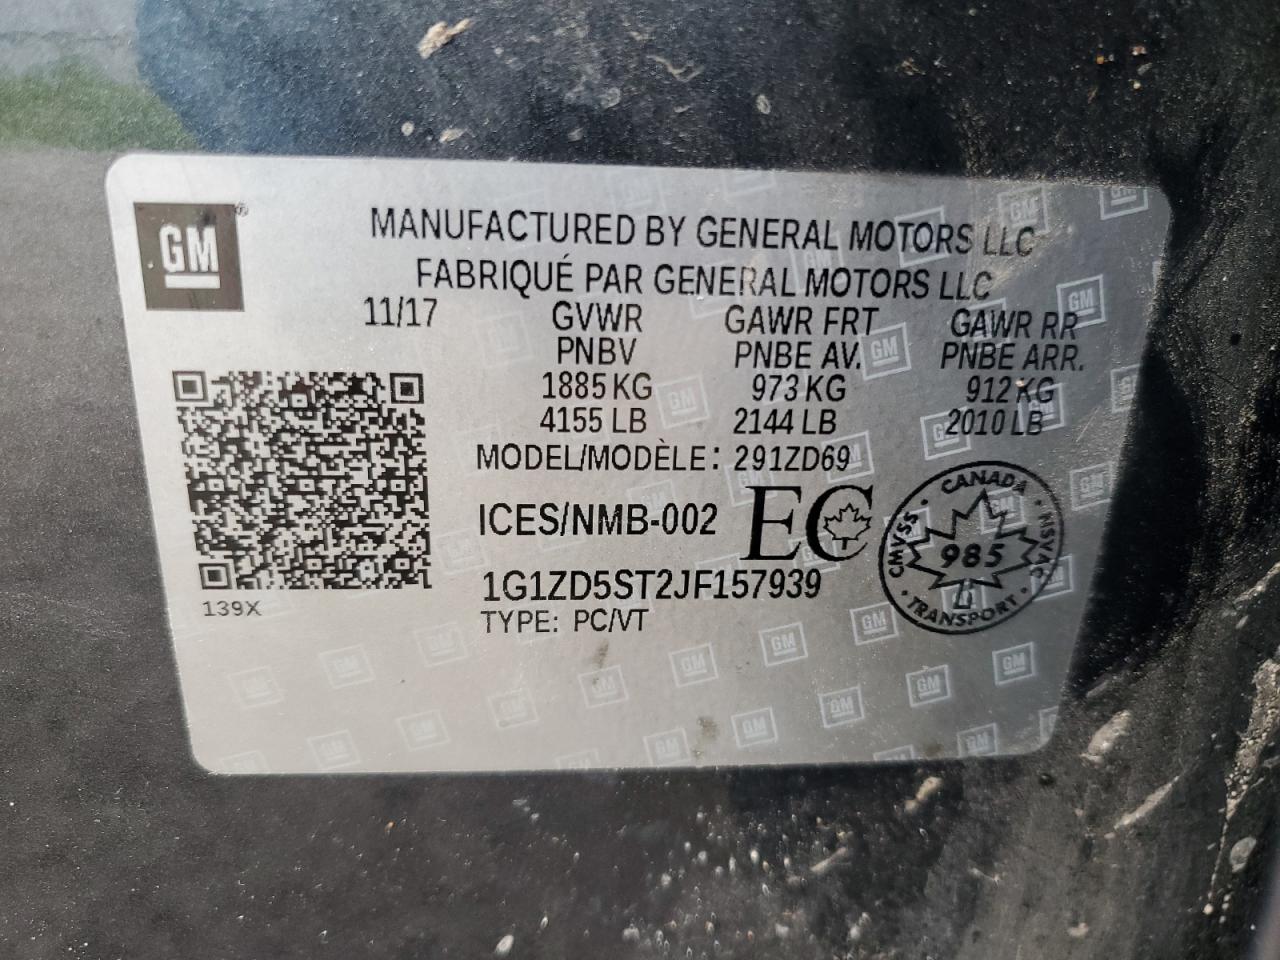 GM®
MANUFACTURED BY GENERAL MOTORS LLC
FABRIQUÉ PAR GENERAL MOTORS LLC
11/17 GVWR GAWR FRT GAWR RR
PNBV PNBE AV. PNBE ARR.
1885 KG 973 KG 912 KG
4155 LB 2144 LB 2010 LB
MODEL/MODÈLE: 291ZD69
ICES/NMB-002 EC
CANADA
CMVSS 985 NSVAC
TRANSPORT
1G1ZD5ST2JF157939
139X TYPE: PC/VT